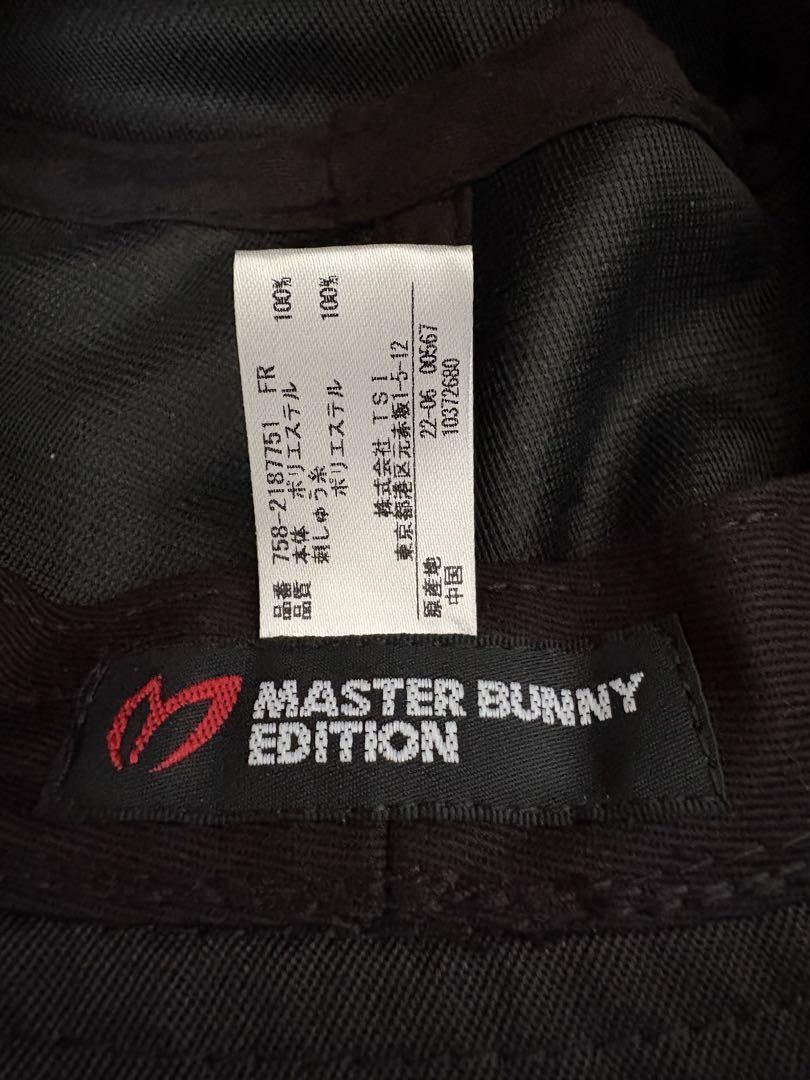 品番 758-2187751 FR
品質 本体 ポリエステル 100%
刺しゅう糸
ポリエステル 100%
株式会社 TSI
東京都港区元赤坂1-5-12
原産地 22-06 00567
中国 10372680
MASTER BUNNY
EDITION